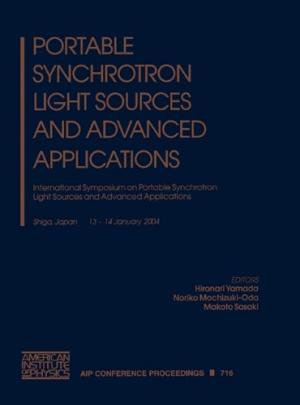 PORTABLE
SYNCHROTRON
LIGHT SOURCES
AND ADVANCED
APPLICATIONS
International Symposium on Portable Synchrotron
Light Sources and Advanced Applications
Shiga, Japan 13 - 14 January 2004
EDITORS
Hironari Yamada
Noriko Mochizuki-Oda
Makoto Sasaki
AMERICAN
INSTITUTE
OF PHYSICS
AIP CONFERENCE PROCEEDINGS 716